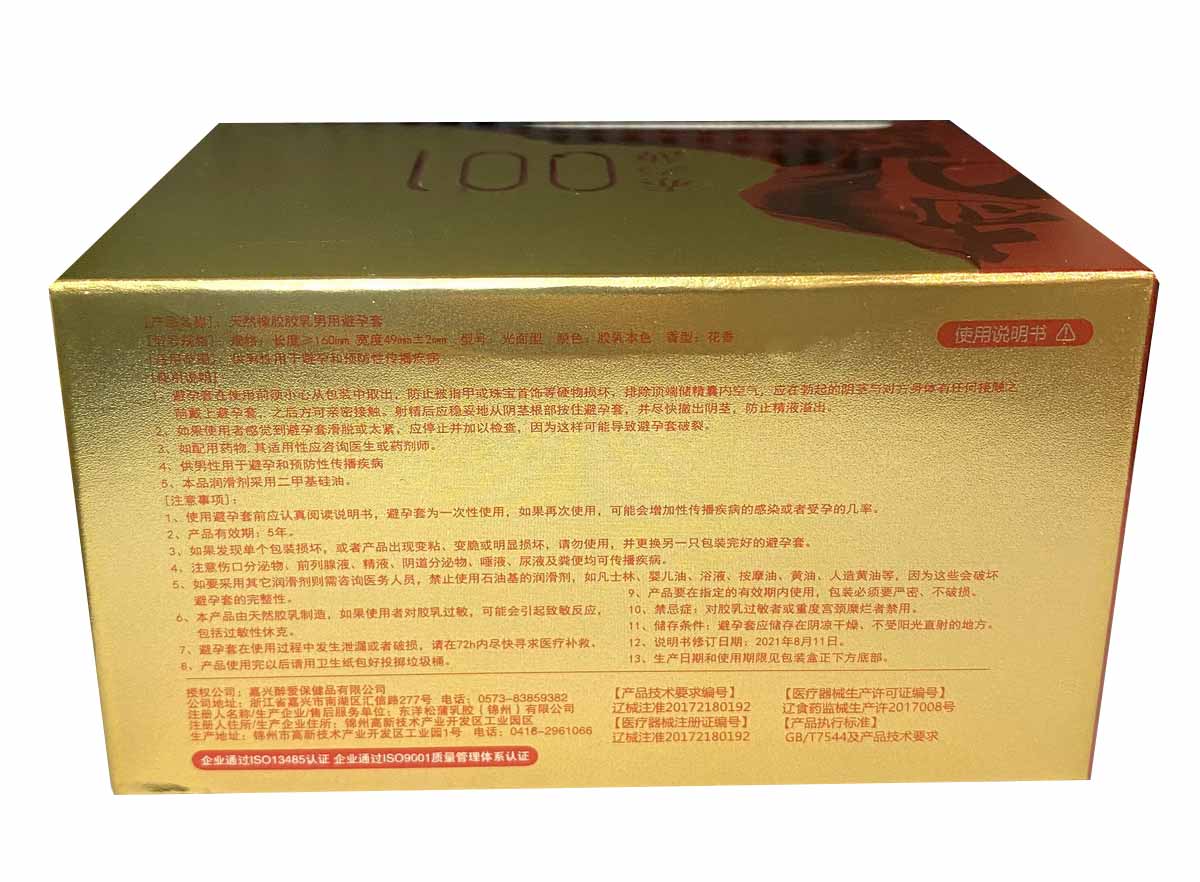 001
[产品名称]：天然橡胶胶乳男用避孕套
[型号规格] 规格：长度≥160mm 宽度49mm±2mm 型号：光面型 颜色：胶乳本色 香型：花香
[适用范围] 供男性用于避孕和预防性传播疾病
[使用说明]
使用说明书
1、避孕套在使用前须小心从包装中取出，防止被指甲或珠宝首饰等硬物损坏，排除顶端储精囊内空气，应在勃起的阴茎与对方身体有任何接触之
前戴上避孕套，之后方可亲密接触。射精后应稳妥地从阴茎根部按住避孕套，并尽快撤出阴茎，防止精液溢出。
2、如果使用者感觉到避孕套滑脱或太紧，应停止并加以检查，因为这样可能导致避孕套破裂。
3、如配用药物,其适用性应咨询医生或药剂师。
4、供男性用于避孕和预防性传播疾病
5、本品润滑剂采用二甲基硅油。
[注意事项]：
1、使用避孕套前应认真阅读说明书，避孕套为一次性使用，如果再次使用，可能会增加性传播疾病的感染或者受孕的几率。
2、产品有效期：5年。
3、如果发现单个包装损坏，或者产品出现变粘、变脆或明显损坏，请勿使用，并更换另一只包装完好的避孕套。
4、注意伤口分泌物、前列腺液、精液、阴道分泌物、唾液、尿液及粪便均可传播疾病。
5、如要采用其它润滑剂则需咨询医务人员，禁止使用石油基的润滑剂，如凡士林、婴儿油、浴液、按摩油、黄油、人造黄油等，因为这些会破坏
避孕套的完整性。
6、本产品由天然胶乳制造，如果使用者对胶乳过敏，可能会引起致敏反应，
包括过敏性休克。
7、避孕套在使用过程中发生泄漏或者破损，请在72h内尽快寻求医疗补救。
8、产品使用完以后请用卫生纸包好投掷垃圾桶。
9、产品要在指定的有效期内使用，包装必须要严密、不破损。
10、禁忌症：对胶乳过敏者或重度宫颈糜烂者禁用。
11、储存条件：避孕套应储存在阴凉干燥、不受阳光直射的地方。
12、说明书修订日期：2021年8月11日。
13、生产日期和使用期限见包装盒正下方底部。
授权公司：嘉兴醉爱保健品有限公司
公司地址：浙江省嘉兴市南湖区汇信路277号 电话：0573-83859382
注册人名称/生产企业/售后服务单位：东洋松蒲乳胶（锦州）有限公司
注册人住所/生产企业住所：锦州高新技术产业开发区工业园区
生产地址：锦州市高新技术产业开发区工业园1号 电话：0416-2961066
【产品技术要求编号】
辽械注准20172180192
【医疗器械注册证编号】
辽械注准20172180192
【医疗器械生产许可证编号】
辽食药监械生产许20217008号
【产品执行标准】
GB/T7544及产品技术要求
企业通过ISO13485认证 企业通过ISO9001质量管理体系认证